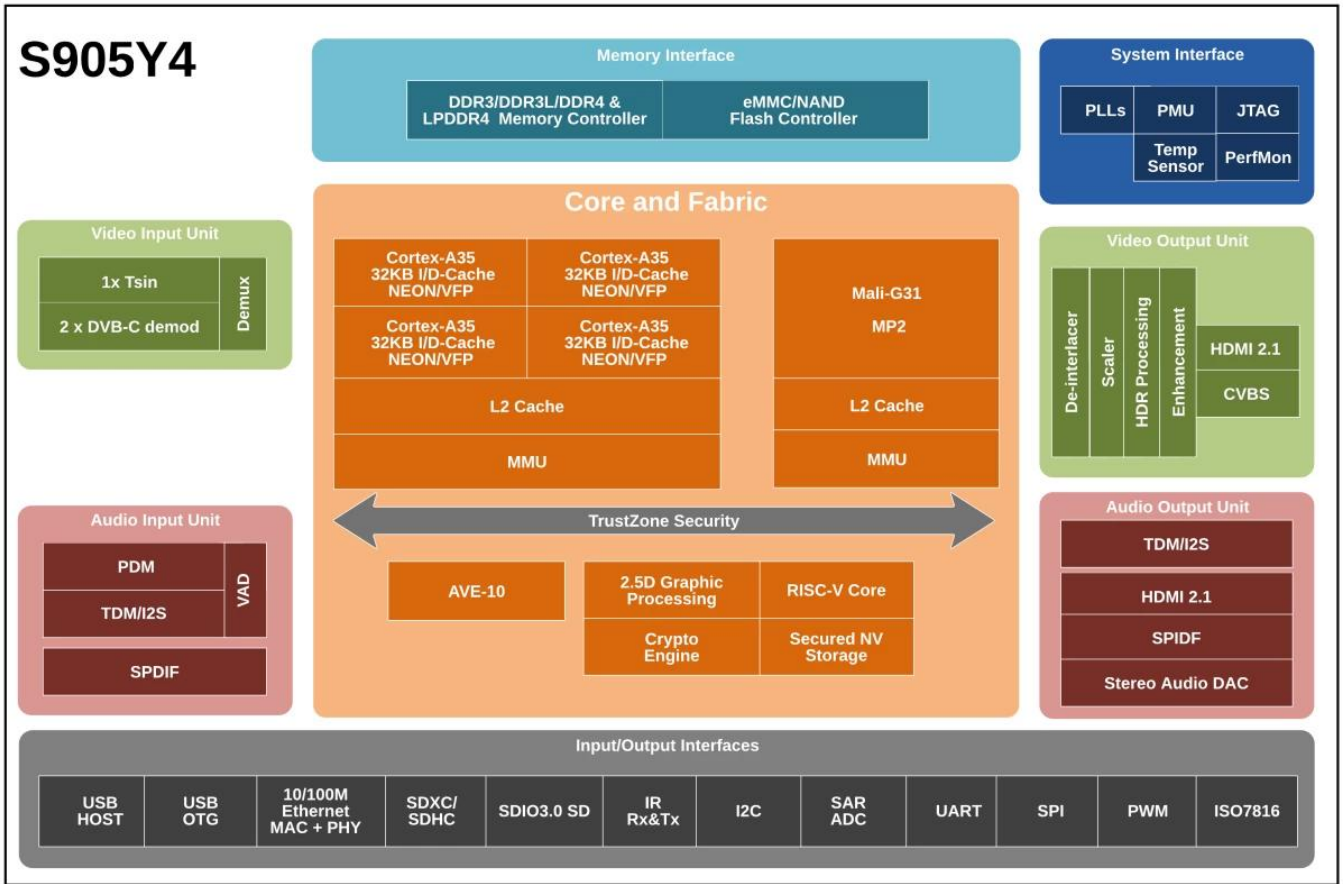 S905Y4
Memory Interface
DDR3/DDR3L/DDR4 &
LPDDR4 Memory Controller
eMMC/NAND
Flash Controller
System Interface
PLLs
PMU
JTAG
Temp
Sensor
PerfMon
Video Input Unit
1x Tsin
2 x DVB-C demod
Demux
Core and Fabric
Cortex-A35
32KB I/D-Cache
NEON/VFP
Cortex-A35
32KB I/D-Cache
NEON/VFP
Cortex-A35
32KB I/D-Cache
NEON/VFP
Cortex-A35
32KB I/D-Cache
NEON/VFP
L2 Cache
MMU
Mali-G31
MP2
L2 Cache
MMU
TrustZone Security
AVE-10
2.5D Graphic
Processing
RISC-V Core
Crypto
Engine
Secured NV
Storage
Video Output Unit
De-interlacer
Scaler
HDR Processing
Enhancement
HDMI 2.1
CVBS
Audio Input Unit
PDM
TDM/I2S
VAD
SPDIF
Audio Output Unit
TDM/I2S
HDMI 2.1
SPIDF
Stereo Audio DAC
Input/Output Interfaces
USB
HOST
USB
OTG
10/100M
Ethernet
MAC + PHY
SDXC/
SDHC
SDIO3.0 SD
IR
Rx&Tx
I2C
SAR
ADC
UART
SPI
PWM
ISO7816